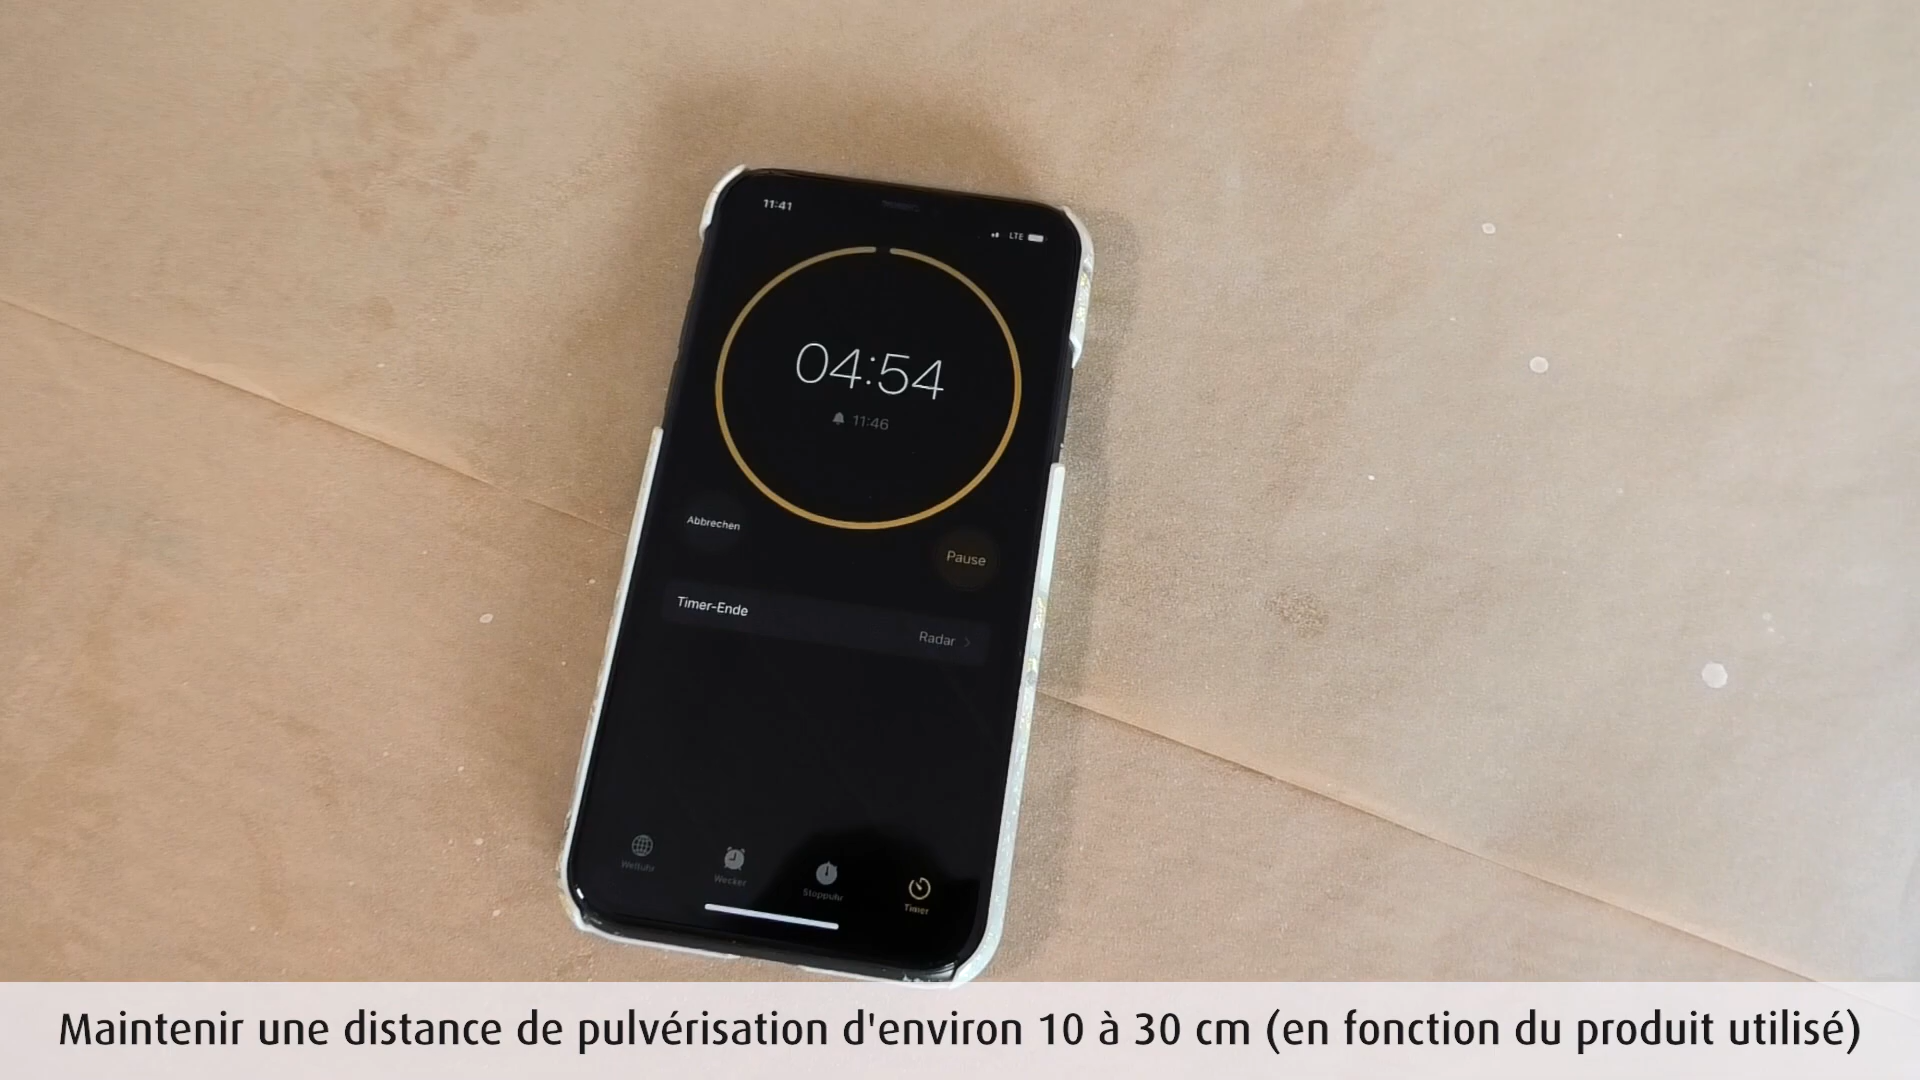 11:41
LTE
04:54
11:46
Abbrechen
Pause
Timer-Ende
Radar
Weltuhr
Wecker
Stoppuhr
Timer
Maintenir une distance de pulvérisation d'environ 10 à 30 cm (en fonction du produit utilisé)